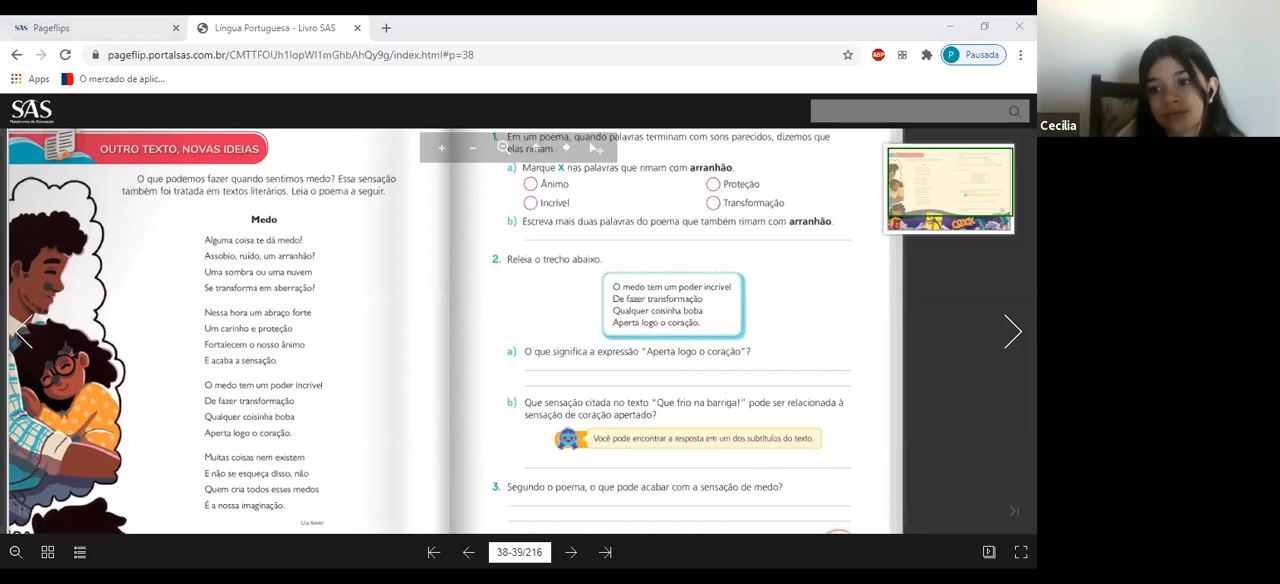 SAS Pageflips
Língua Portuguesa - Livro SAS
pageflip.portalsas.com.br/CMTTFOUh1lopWI1mGhbAhQy9g/index.html#p=38
ABP
P Pausada
Apps
O mercado de aplic...
SAS
Plataforma de Educação
Cecilia
OUTRO TEXTO, NOVAS IDEIAS
O que podemos fazer quando sentimos medo? Essa sensação
também foi tratada em textos literários. Leia o poema a seguir.
Medo
Alguma coisa te dá medo?
Assobio, ruído, um arranhão?
Uma sombra ou uma nuvem
Se transforma em aberração?
Nessa hora um abraço forte
Um carinho e proteção
Fortalecem o nosso ânimo
E acaba a sensação.
O medo tem um poder incrível
De fazer transformação
Qualquer coisinha boba
Aperta logo o coração.
Muitas coisas nem existem
E não se esqueça disso, não
Quem cria todos esses medos
É a nossa imaginação.
1. Em um poema, quando palavras terminam com sons parecidos, dizemos que
elas rimam.
a) Marque X nas palavras que rimam com arranhão.
Ânimo
Proteção
Incrível
Transformação
b) Escreva mais duas palavras do poema que também rimam com arranhão.
2. Releia o trecho abaixo.
O medo tem um poder incrível
De fazer transformação
Qualquer coisinha boba
Aperta logo o coração.
a) O que significa a expressão “Aperta logo o coração”?
b) Que sensação citada no texto “Que frio na barriga!” pode ser relacionada à
sensação de coração apertado?
Você pode encontrar a resposta em um dos subtítulos do texto.
3. Segundo o poema, o que pode acabar com a sensação de medo?
38-39/216